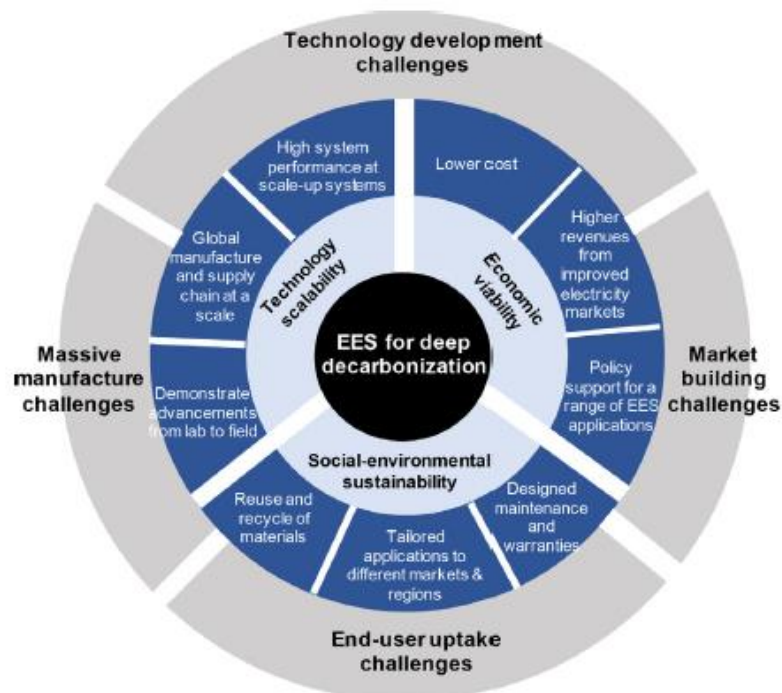 Technology development
challenges
High system
performance at
scale-up systems
Lower cost
Global
manufacture
and supply
chain at a
scale
Technology
scalability
Economic
viability
Higher
revenues
from
improved
electricity
markets
EES for deep
decarbonization
Massive
manufacture
challenges
Market
building
challenges
Demonstrate
advancements
from lab to field
Policy
support for a
range of EES
applications
Social-environmental
sustainability
Reuse and
recycle of
materials
Tailored
applications to
different markets &
regions
Designed
maintenance
and
warranties
End-user uptake
challenges